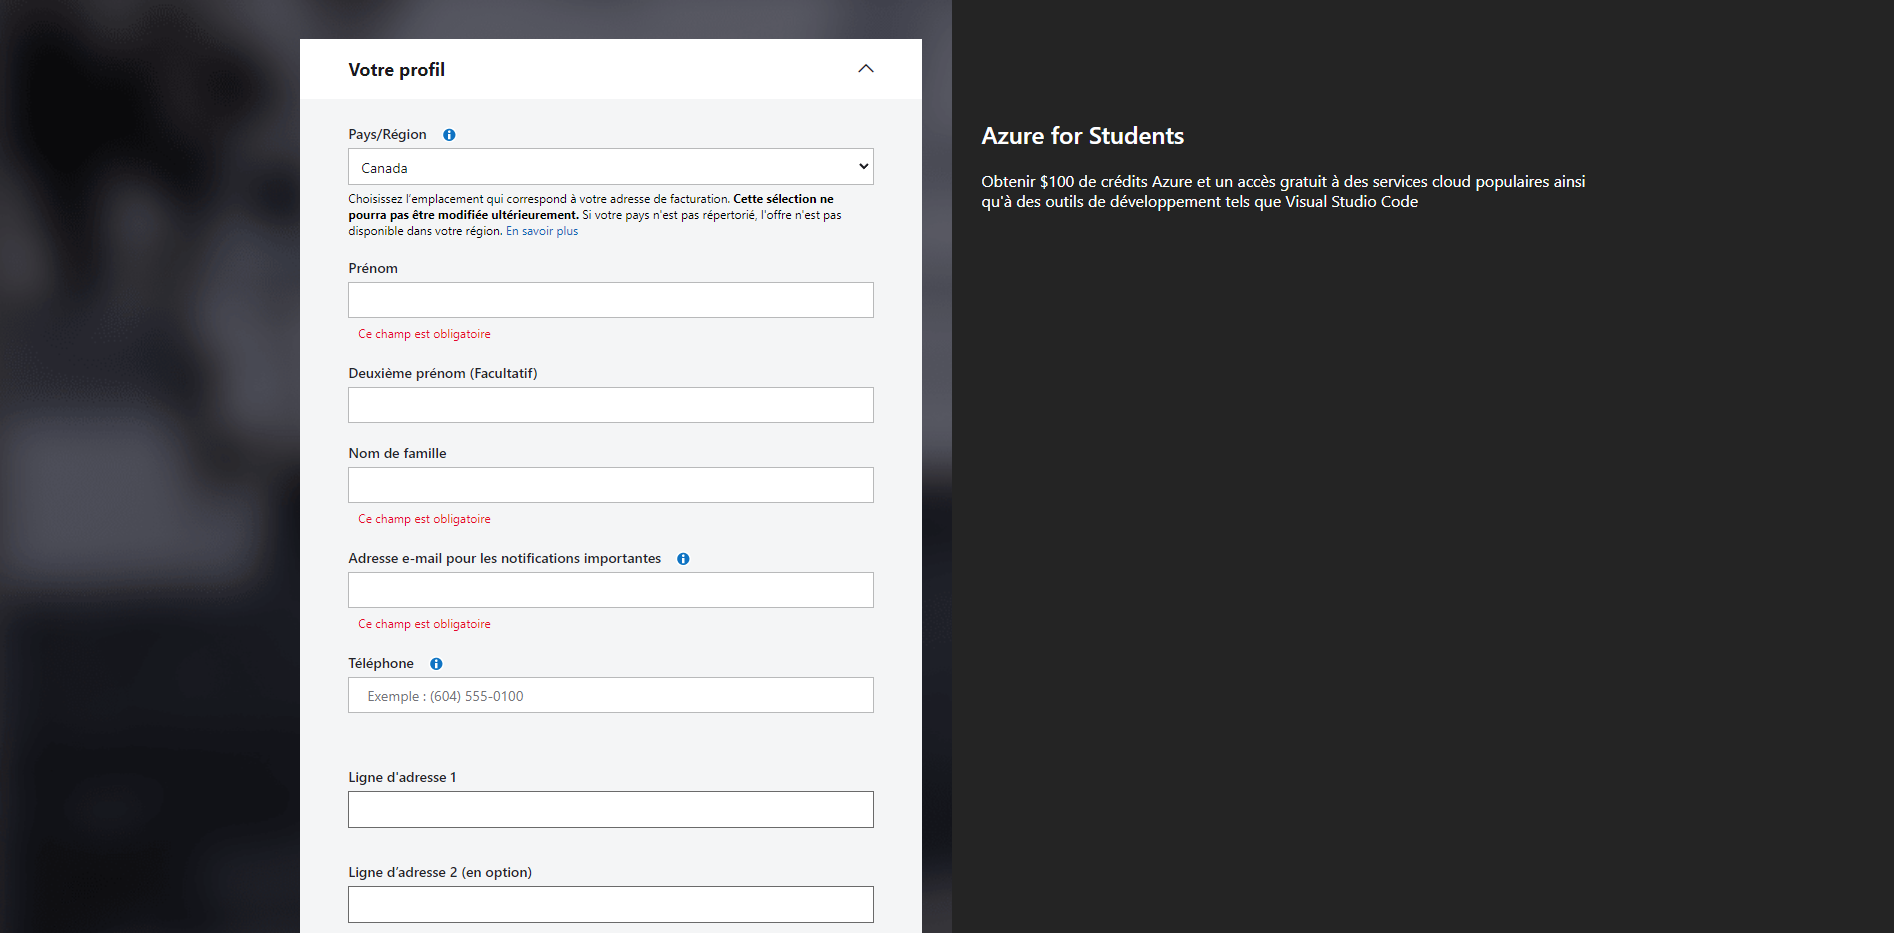 Votre profil
Pays/Région
Canada
Choisissez l'emplacement qui correspond à votre adresse de facturation. Cette sélection ne
pourra pas être modifiée ultérieurement. Si votre pays n'est pas répertorié, l'offre n'est pas
disponible dans votre région. En savoir plus
Prénom
Ce champ est obligatoire
Deuxième prénom (Facultatif)
Nom de famille
Ce champ est obligatoire
Adresse e-mail pour les notifications importantes
Ce champ est obligatoire
Téléphone
Exemple : (604) 555-0100
Ligne d'adresse 1
Ligne d’adresse 2 (en option)
Azure for Students
Obtenir $100 de crédits Azure et un accès gratuit à des services cloud populaires ainsi
qu'à des outils de développement tels que Visual Studio Code